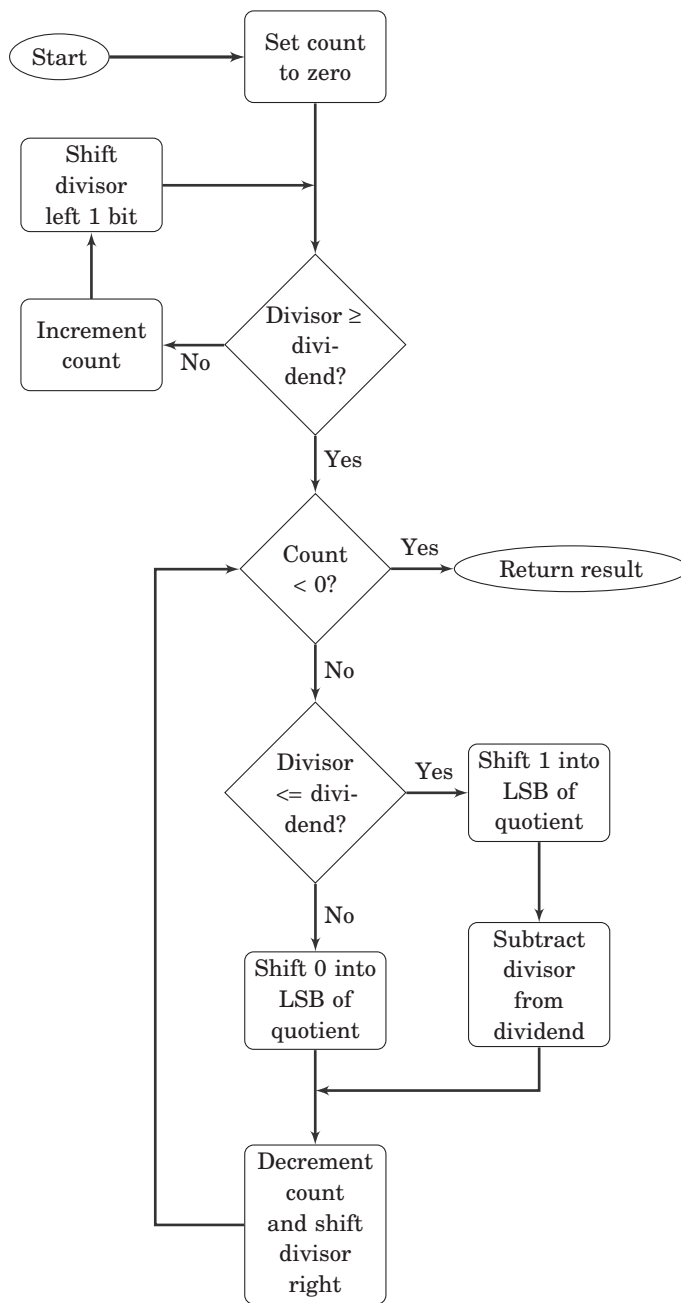 Start
Set count
to zero
Shift
divisor
left 1 bit
Increment
count
No
Divisor ≥
divi-
dend?
Yes
Count
< 0?
Yes
Return result
No
Divisor
<= divi-
dend?
Yes
Shift 1 into
LSB of
quotient
No
Shift 0 into
LSB of
quotient
Subtract
divisor
from
dividend
Decrement
count
and shift
divisor
right